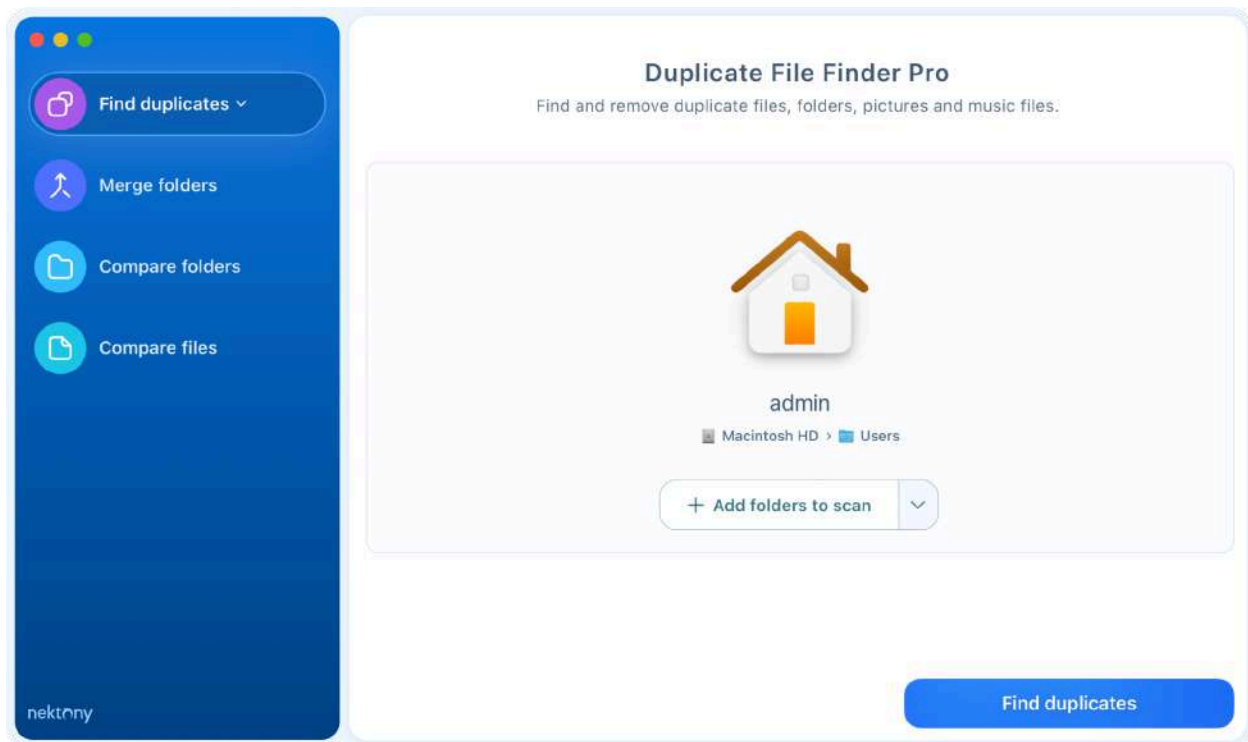 Find duplicates
Merge folders
Compare folders
Compare files
nektony
Duplicate File Finder Pro
Find and remove duplicate files, folders, pictures and music files.
admin
Macintosh HD › Users
+ Add folders to scan
Find duplicates